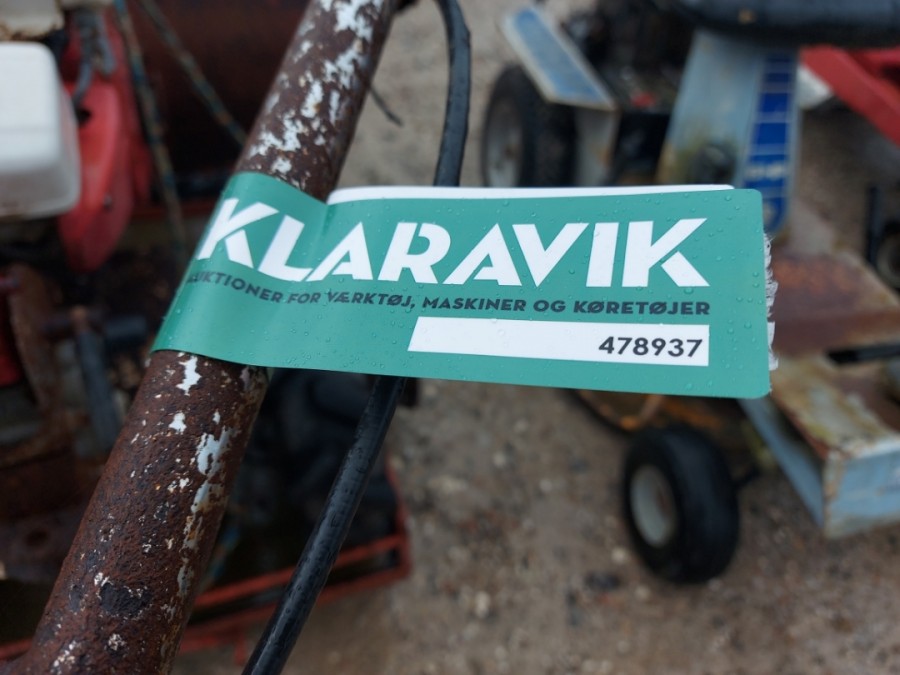 KLARAVIK
AUKTIONER FOR VÆRKTØJ, MASKINER OG KØRETØJER
478937